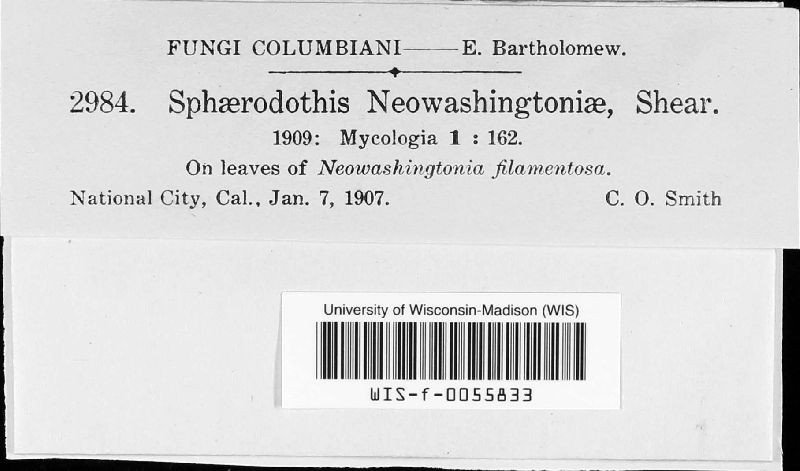 FUNGI COLUMBIANI—E. Bartholomew.
2984. Sphærodothis Neowashingtoniæ, Shear.
1909: Mycologia 1 : 162.
On leaves of Neowashingtonia filamentosa.
National City, Cal., Jan. 7, 1907. C. O. Smith
University of Wisconsin-Madison (WIS)
WIS-f-0055833